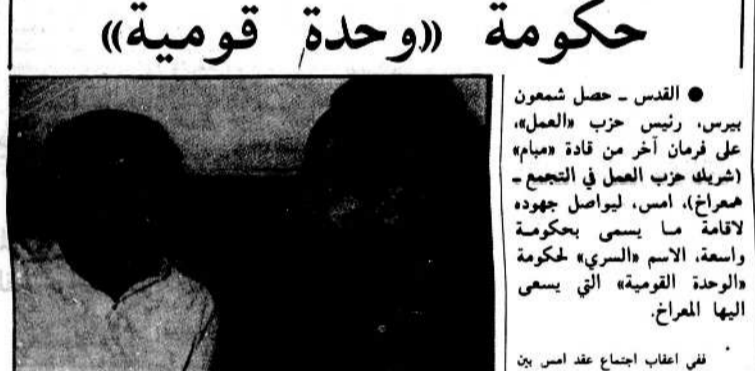 حكومة «وحدة قومية»
● القدس ـ حصل شمعون
بيرس، رئيس حزب «العمل»،
على فرمان آخر من قادة «مبام»
(شريك حزب العمل في التجمع ـ
همعراخ)، امس، ليواصل جهوده
لاقامة ما يسمى بحكومة
واسعة، الاسم «السري» لحكومة
«الوحدة القومية» التي يسعى
اليها المعراخ.
ففي اعقاب اجتماع عقد امس بين